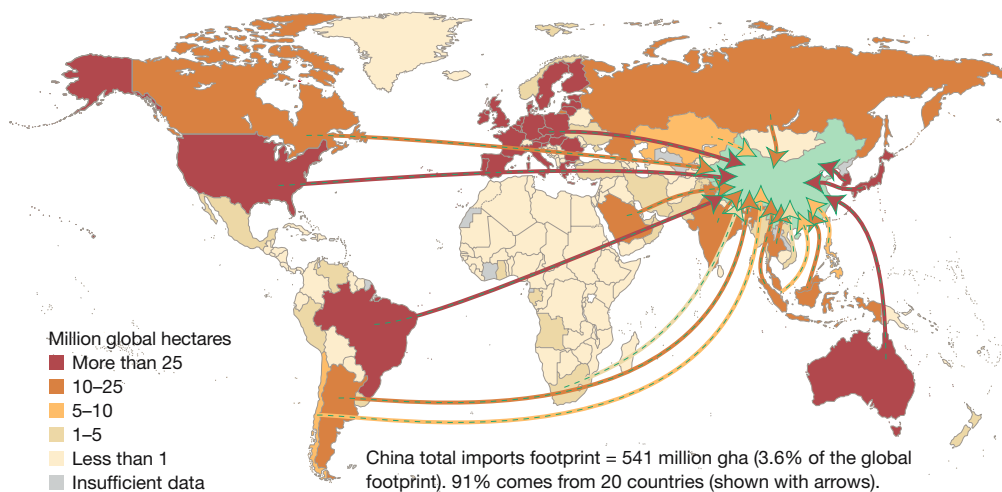 Million global hectares
More than 25
10–25
5–10
1–5
Less than 1
Insufficient data
China total imports footprint = 541 million gha (3.6% of the global
footprint). 91% comes from 20 countries (shown with arrows).